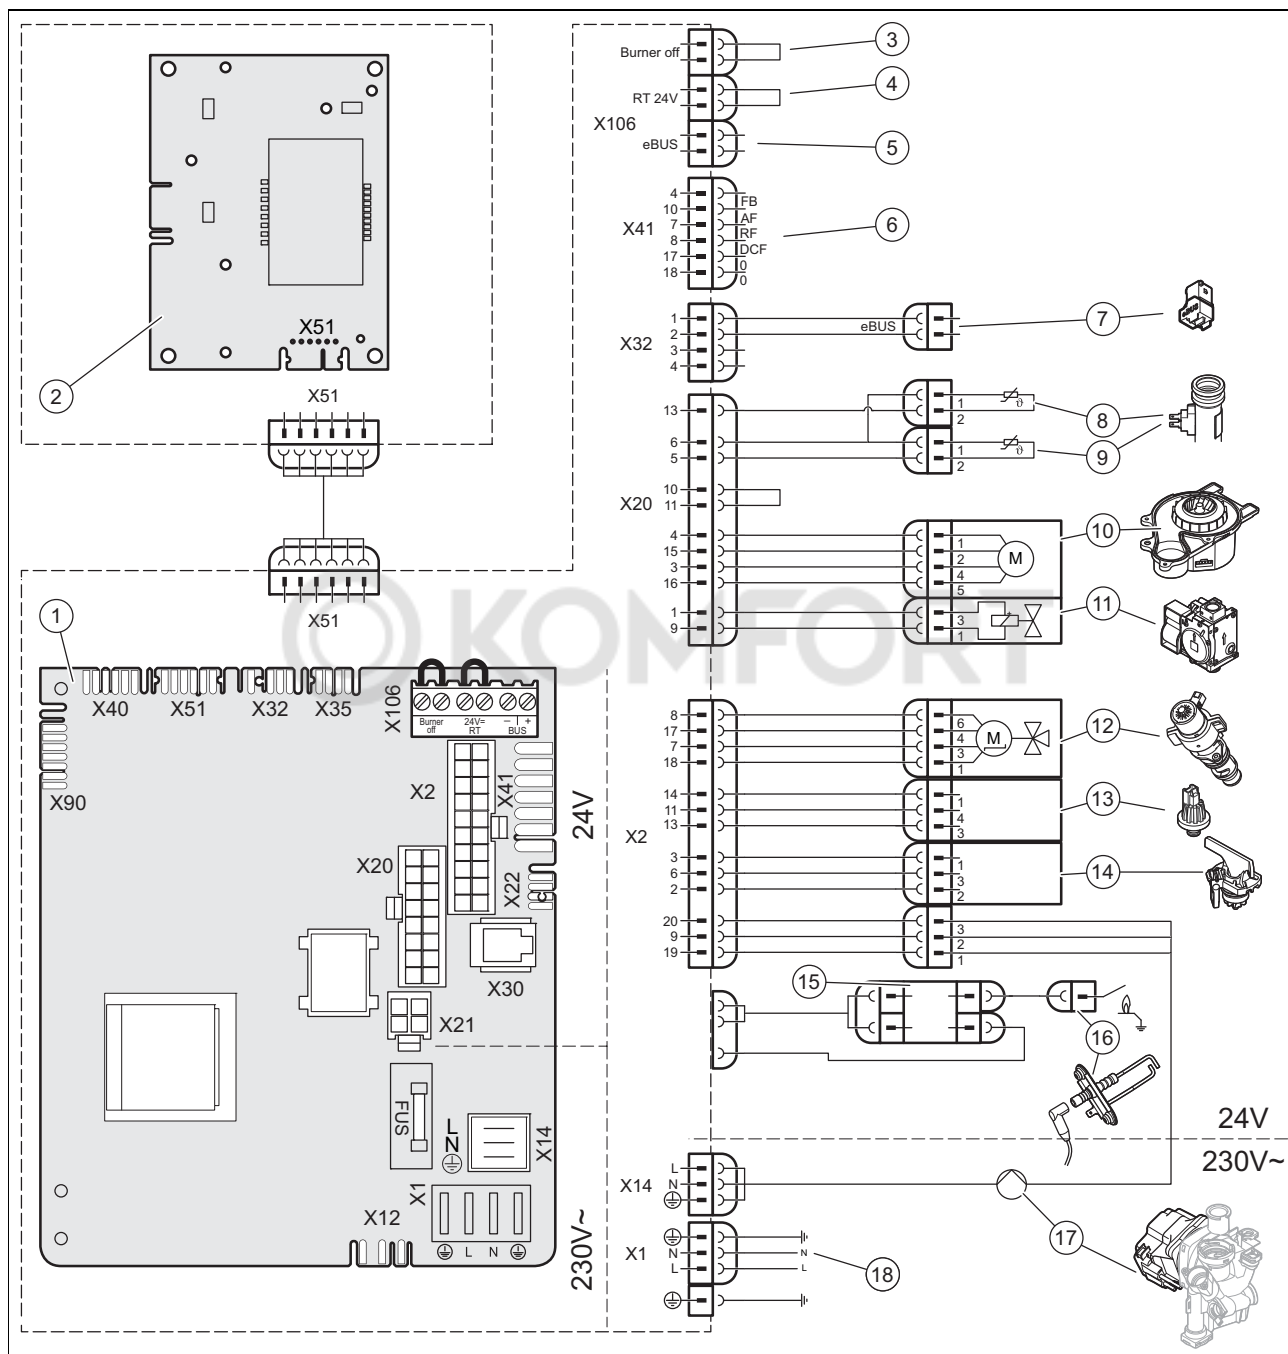 Burner off
3
RT 24V
4
X106
eBUS
5
4
FB
10
AF
7
X41
RF
6
8
DCF
17
0
18
0
X51
2
X51
X32
1
2
3
4
eBUS
7
13
1
2
ϑ
8
6
5
1
2
ϑ
9
X20
10
11
4
15
3
16
1
2
4
5
M
10
1
9
3
1
11
X51
KOMFORT
1
X40
X51
X32
X35
X106
Burner off
24V= RT
– +
BUS
X90
X2
X41
24V
X20
X22
X30
X21
FUS
L
N
X14
X1
X12
L N
230V~
X2
8
17
7
18
6
4
3
1
M
12
14
11
13
1
4
3
13
3
6
2
1
3
2
14
20
9
19
3
2
1
15
16
24V
230V~
X14
L
N
17
X1
N
L
N
L
18